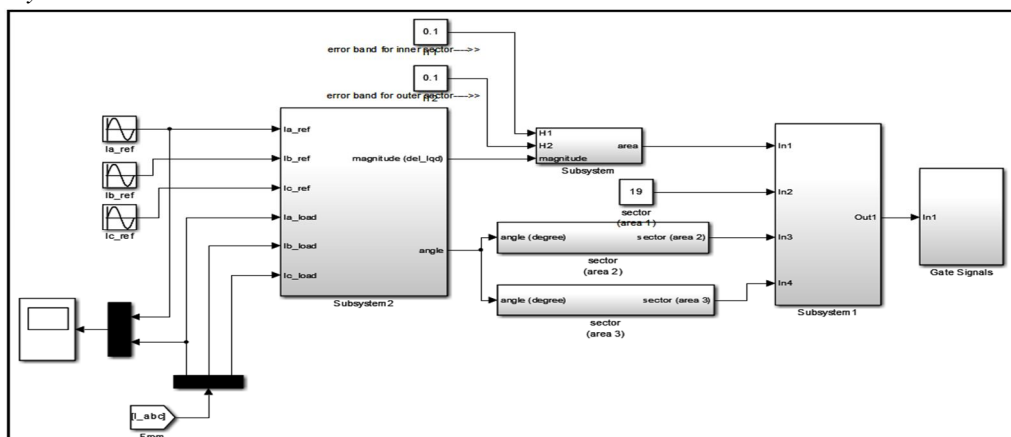 0.1
error band for inner sector---->>
0.1
error band for outer sector---->>
Ia_ref
Ib_ref
Ic_ref
Ia_ref
Ib_ref
Ic_ref
Ia_load
Ib_load
Ic_load
magnitude (del_Iqd)
angle
Subsystem2
H1
H2
magnitude
area
Subsystem
19
sector
(area 1)
angle (degree)
sector (area 2)
sector
(area 2)
angle (degree)
sector (area 3)
sector
(area 3)
In1
In2
In3
In4
Out1
Subsystem1
In1
Gate Signals
[I_abc]